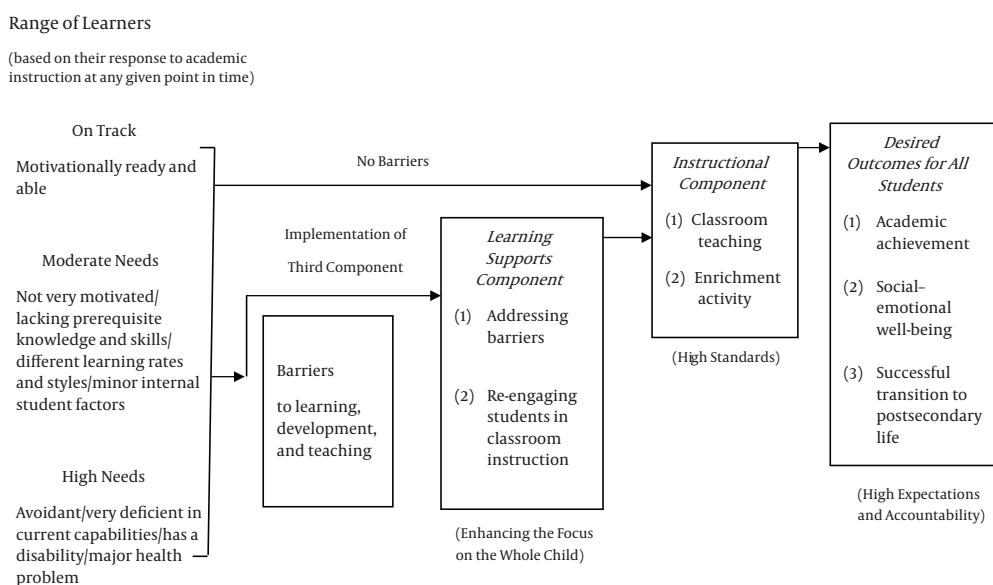 Range of Learners
(based on their response to academic
instruction at any given point in time)
On Track
Motivationally ready and
able
Moderate Needs
Not very motivated/
lacking prerequisite
knowledge and skills/
different learning rates
and styles/minor internal
student factors
High Needs
Avoidant/very deficient in
current capabilities/has a
disability/major health
problem
No Barriers
Implementation of
Third Component
Barriers
to learning,
development,
and teaching
Learning
Supports
Component
(1) Addressing
barriers
(2) Re-engaging
students in
classroom
instruction
(Enhancing the Focus
on the Whole Child)
Instructional
Component
(1) Classroom
teaching
(2) Enrichment
activity
(High Standards)
Desired
Outcomes for All
Students
(1) Academic
achievement
(2) Social–
emotional
well-being
(3) Successful
transition to
postsecondary
life
(High Expectations
and Accountability)